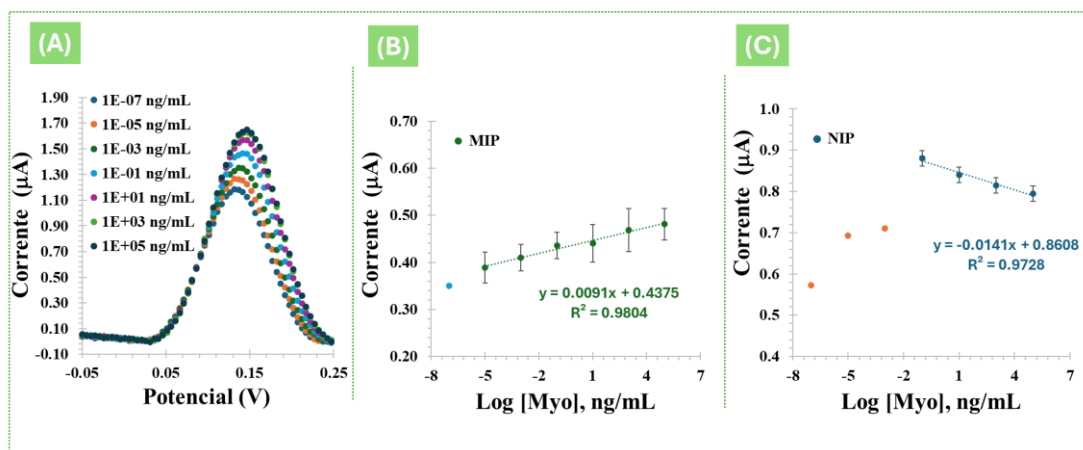 (A)
1E-07 ng/mL
1E-05 ng/mL
1E-03 ng/mL
1E-01 ng/mL
1E+01 ng/mL
1E+03 ng/mL
1E+05 ng/mL
Corrente (µA)
1.90
1.70
1.50
1.30
1.10
0.90
0.70
0.50
0.30
0.10
-0.10
-0.05
0.05
0.15
0.25
Potencial (V)
(B)
MIP
Corrente (µA)
0.70
0.60
0.50
0.40
0.30
0.20
y = 0.0091x + 0.4375
R² = 0.9804
-8
-5
-2
1
4
7
Log [Myo], ng/mL
(C)
NIP
Corrente (µA)
1.0
0.9
0.8
0.7
0.6
0.5
0.4
y = -0.0141x + 0.8608
R² = 0.9728
-8
-5
-2
1
4
7
Log [Myo], ng/mL